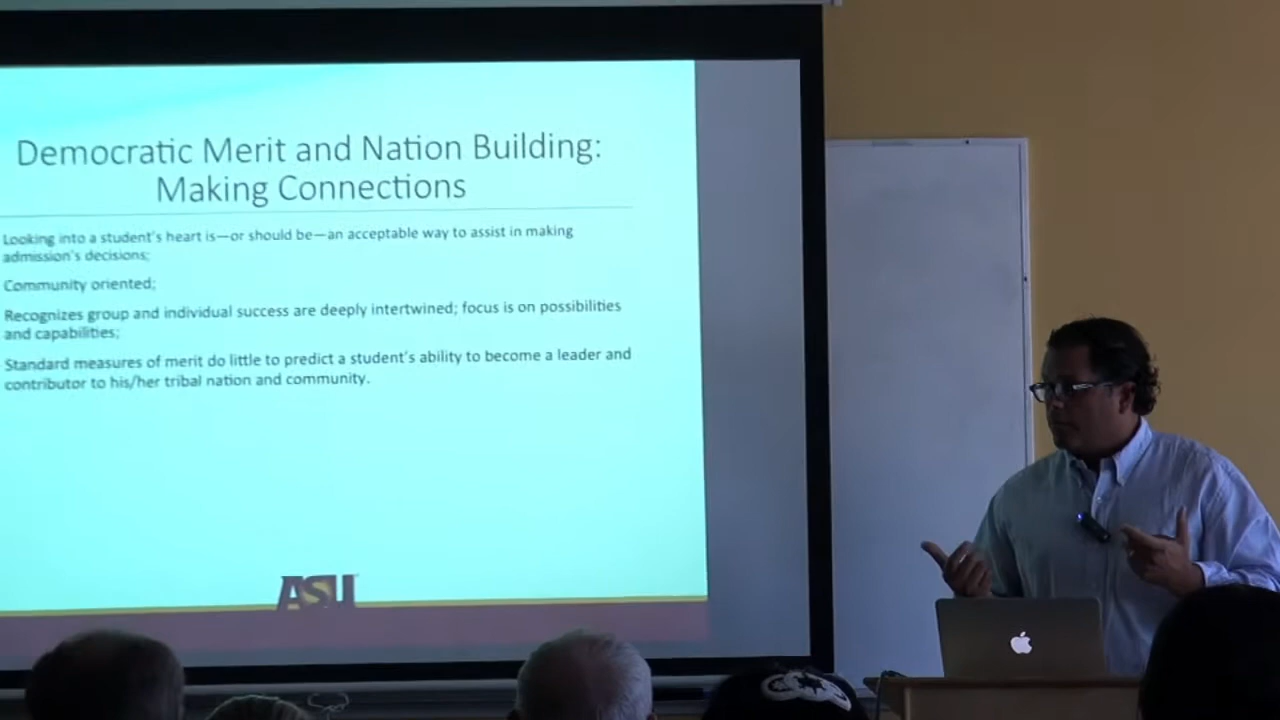 Democratic Merit and Nation Building:
Making Connections
Looking into a student's heart is—or should be—an acceptable way to assist in making
admission's decisions;
Community oriented;
Recognizes group and individual success are deeply intertwined; focus is on possibilities
and capabilities;
Standard measures of merit do little to predict a student's ability to become a leader and
contributor to his/her tribal nation and community.
ASU